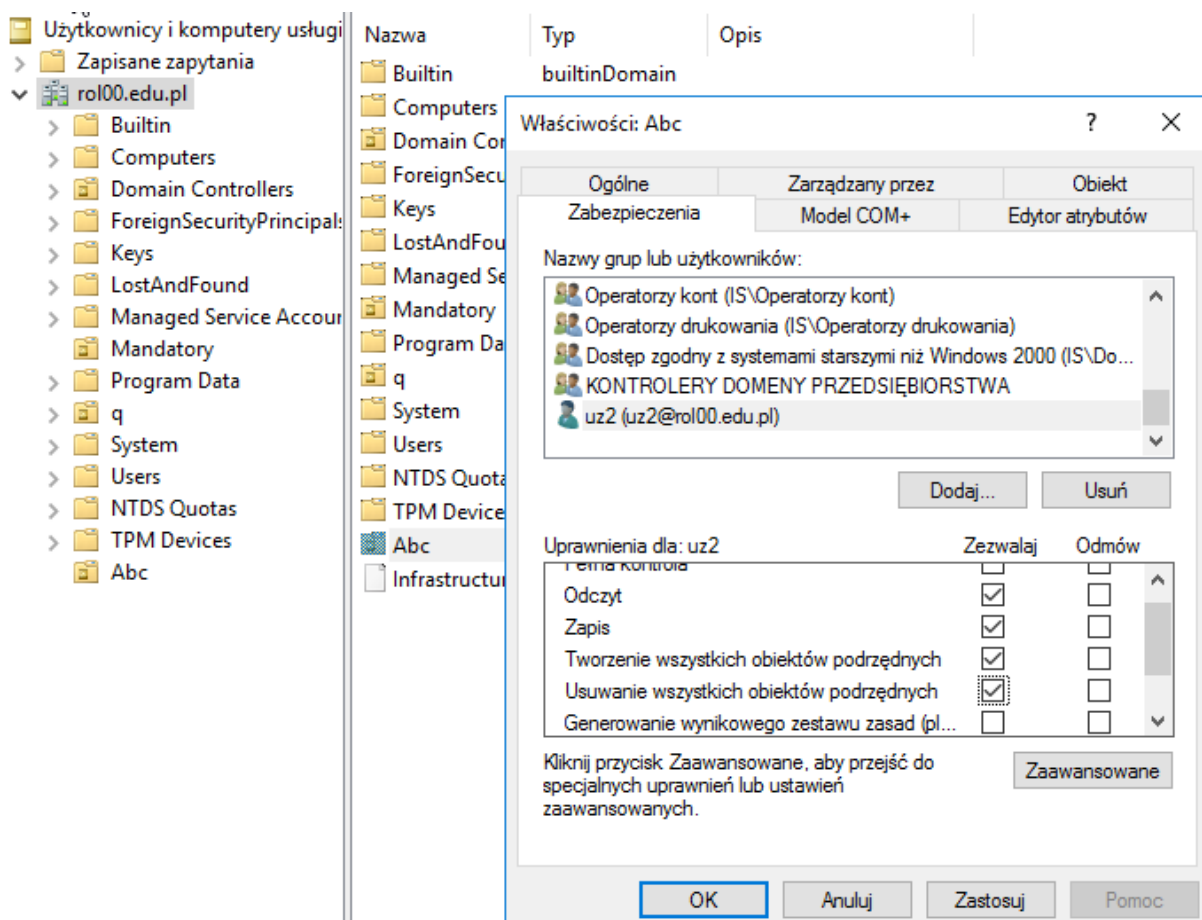 Użytkownicy i komputery usługi
Zapisane zapytania
rol00.edu.pl
Builtin
Computers
Domain Controllers
ForeignSecurityPrincipals
Keys
LostAndFound
Managed Service Accour
Mandatory
Program Data
q
System
Users
NTDS Quotas
TPM Devices
Abc
Nazwa Typ Opis
Builtin builtinDomain
Computers
Domain Cor
ForeignSecu
Keys
LostAndFou
Managed Se
Mandatory
Program Da
q
System
Users
NTDS Quota
TPM Device
Abc
Infrastructur
Właściwości: Abc ?
Ogólne Zarządzany przez Obiekt
Zabezpieczenia Model COM+ Edytor atrybutów
Nazwy grup lub użytkowników:
Operatorzy kont (IS\Operatorzy kont)
Operatorzy drukowania (IS\Operatorzy drukowania)
Dostęp zgodny z systemami starszymi niż Windows 2000 (IS\Do...
KONTROLERY DOMENY PRZEDSIĘBIORSTWA
uz2 (uz2@rol00.edu.pl)
Dodaj... Usuń
Uprawnienia dla: uz2 Zezwalaj Odmów
Pełna kontrola
Odczyt
Zapis
Tworzenie wszystkich obiektów podrzędnych
Usuwanie wszystkich obiektów podrzędnych
Generowanie wynikowego zestawu zasad (pl...
Kliknij przycisk Zaawansowane, aby przejść do
specjalnych uprawnień lub ustawień
zaawansowanych.
Zaawansowane
OK Anuluj Zastosuj Pomoc